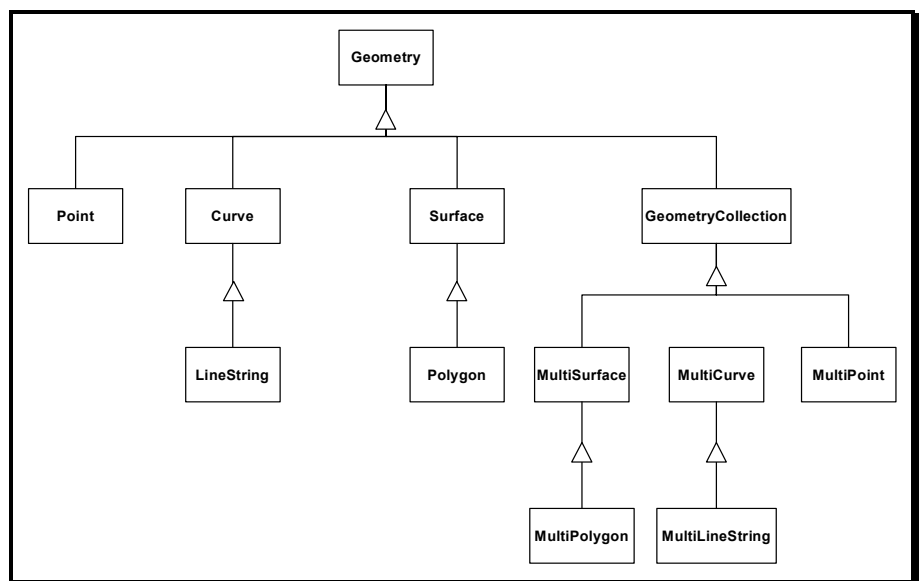 Geometry
Point
Curve
Surface
GeometryCollection
LineString
Polygon
MultiSurface
MultiCurve
MultiPoint
MultiPolygon
MultiLineString